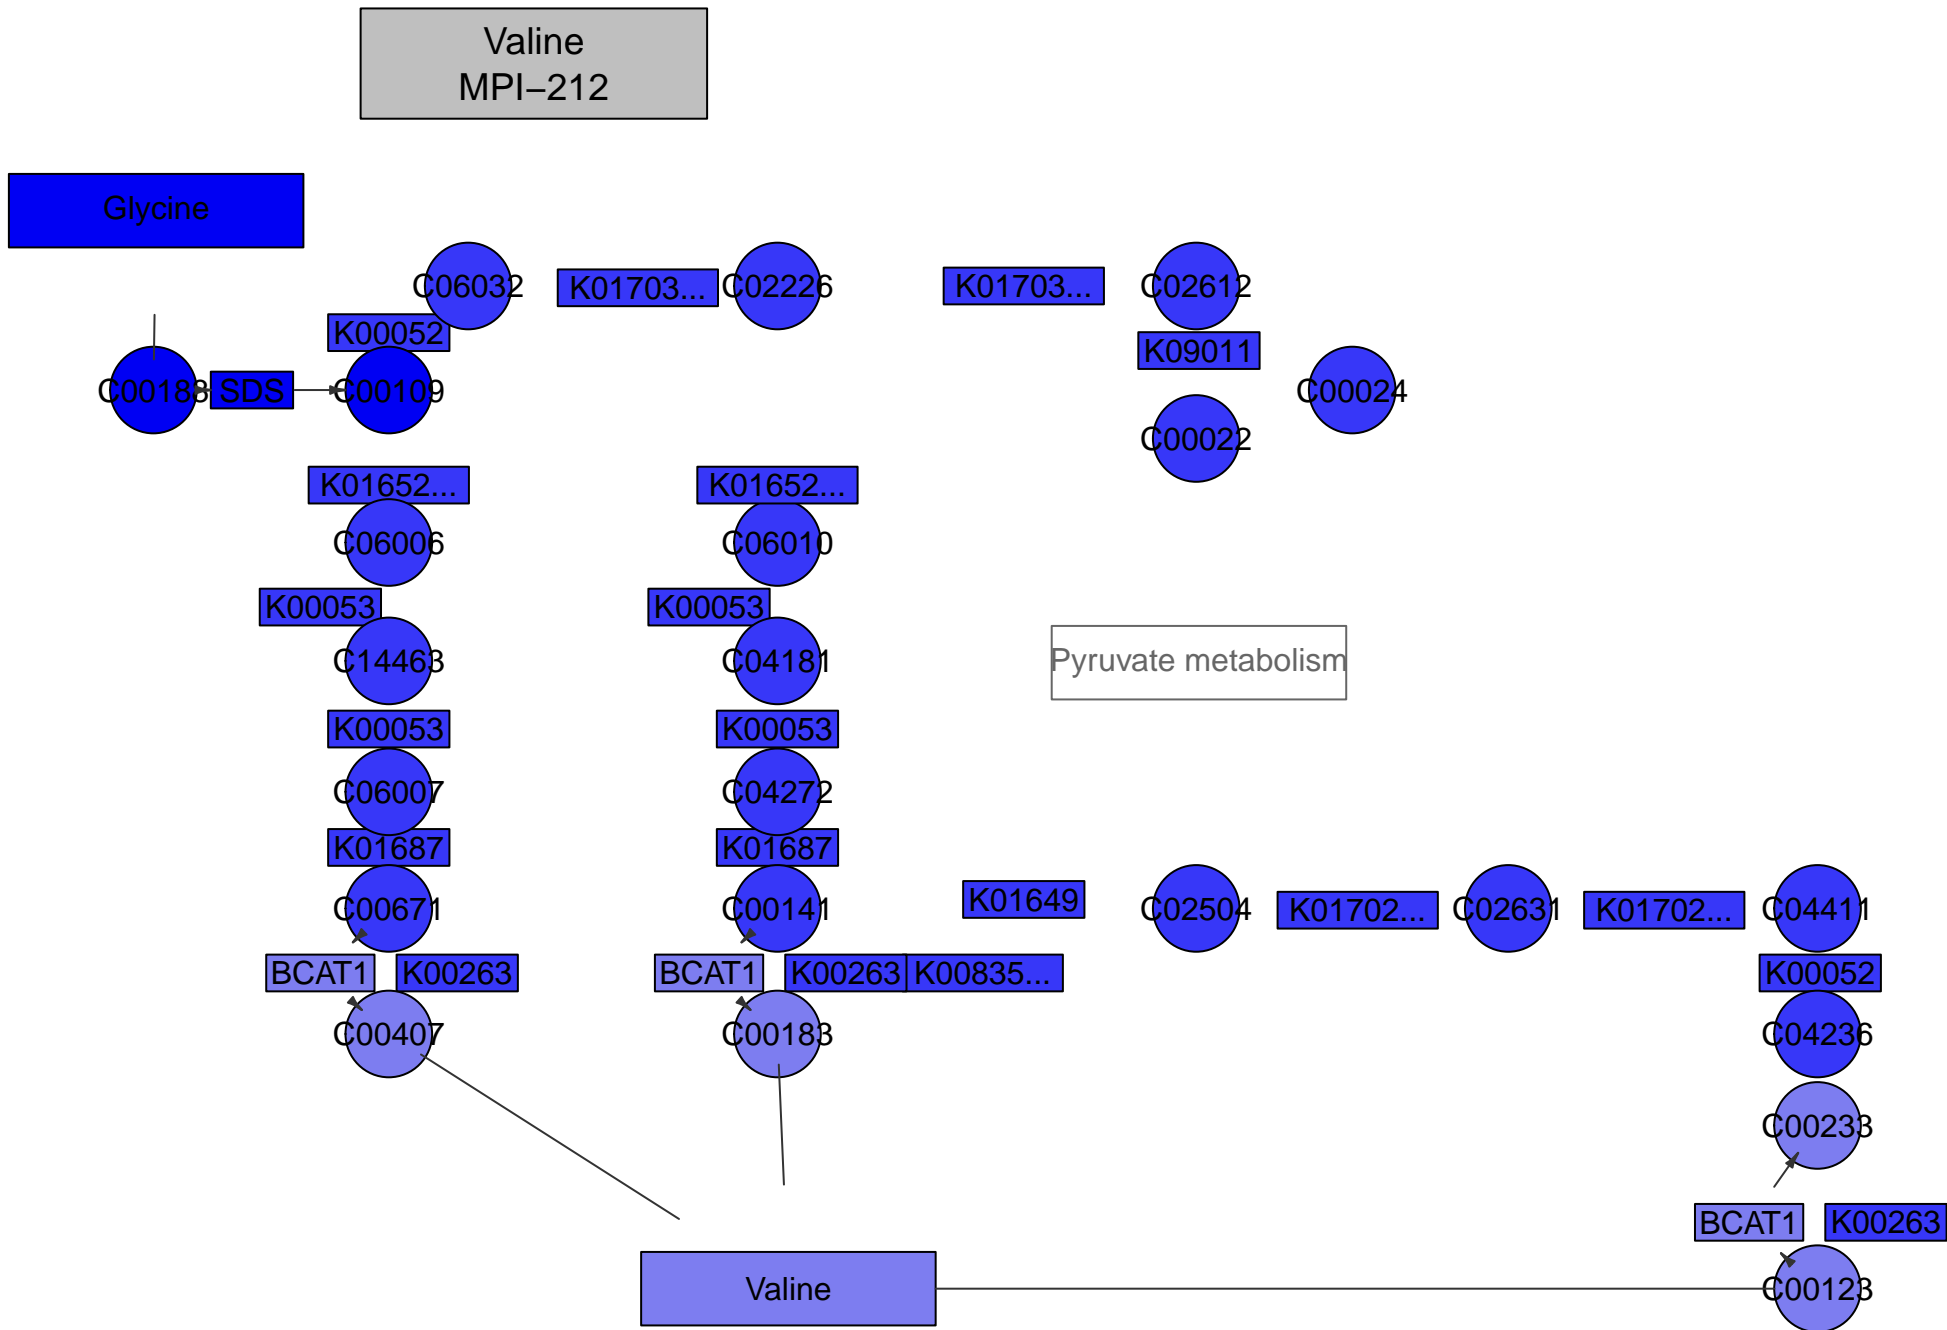 Valine
MPI–212
Glycine
C06032
K01703...
C02226
K01703...
C02612
K00052
K09011
C00188
SDS
C00109
C00024
C00022
K01652...
K01652...
C06006
C06010
K00053
K00053
C14463
C04181
Pyruvate metabolism
K00053
K00053
C06007
C04272
K01687
K01687
C00671
C00141
K01649
C02504
K01702...
C02631
K01702...
C04411
BCAT1
K00263
BCAT1
K00263
K00835...
K00052
C00407
C00183
C04236
C00233
BCAT1
K00263
Valine
C00123